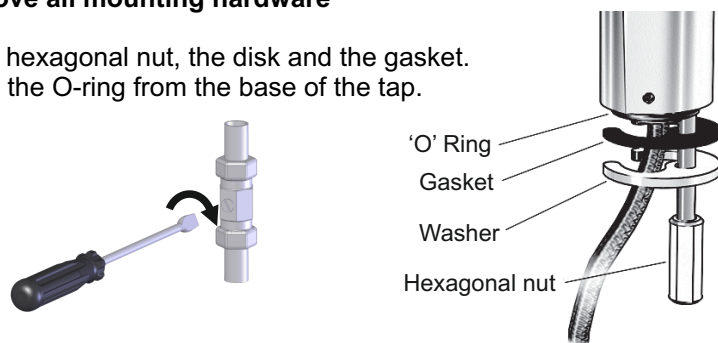 all mounting hardware
hexagonal nut, the disk and the gasket.
the O-ring from the base of the tap.
‘O’ Ring
Gasket
Washer
Hexagonal nut